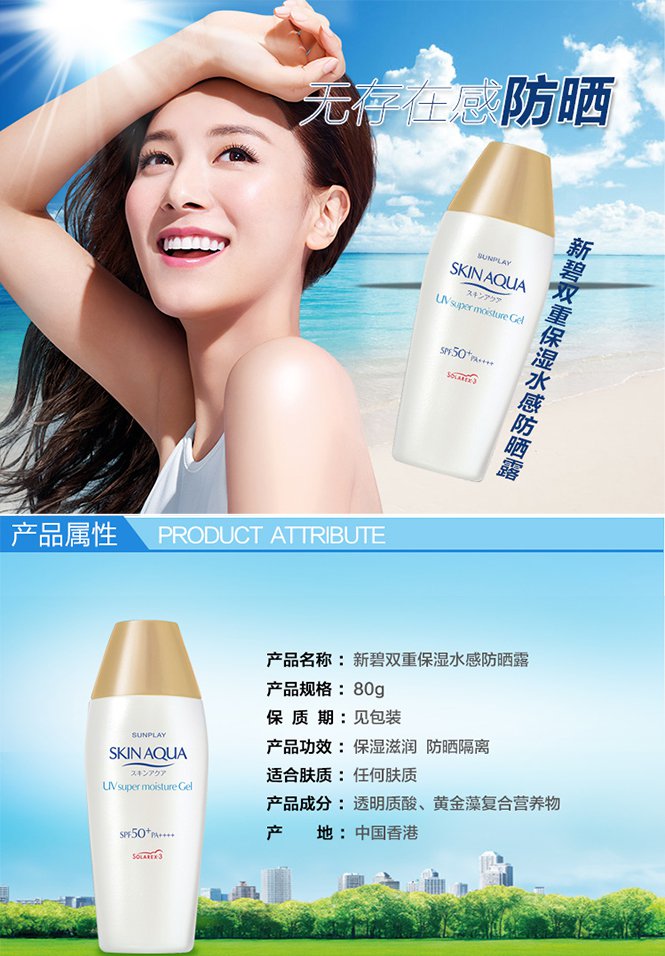 无存在感防晒
SUNPLAY
SKIN AQUA
スキンアクア
UV super moisture Gel
SPF50+PA++++
SOLAREX-3
新碧双重保湿水感防晒露
产品属性 PRODUCT ATTRIBUTE
产品名称：新碧双重保湿水感防晒露
产品规格：80g
保 质 期：见包装
产品功效：保湿滋润 防晒隔离
适合肤质：任何肤质
产品成分：透明质酸、黄金藻复合营养物
产 地：中国香港
SUNPLAY
SKIN AQUA
スキンアクア
UV super moisture Gel
SPF50+PA++++
SOLAREX-3